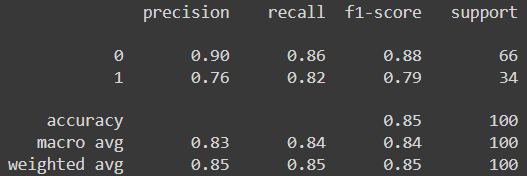 precision recall f1-score support
0 0.90 0.86 0.88 66
1 0.76 0.82 0.79 34
accuracy 0.85 100
macro avg 0.83 0.84 0.84 100
weighted avg 0.85 0.85 0.85 100